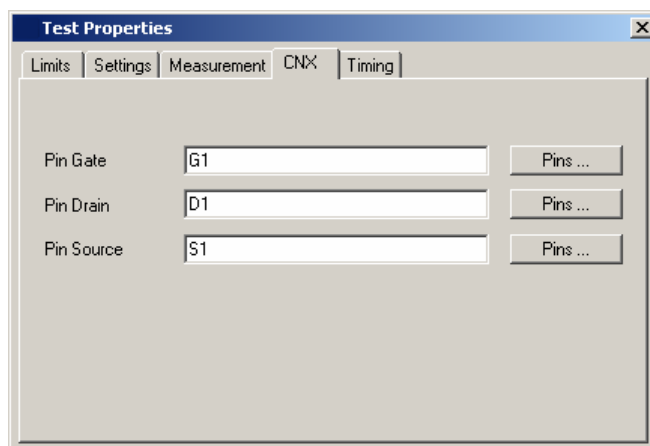 Test Properties
Limits Settings Measurement CNX Timing
Pin Gate G1 Pins ...
Pin Drain D1 Pins ...
Pin Source S1 Pins ...